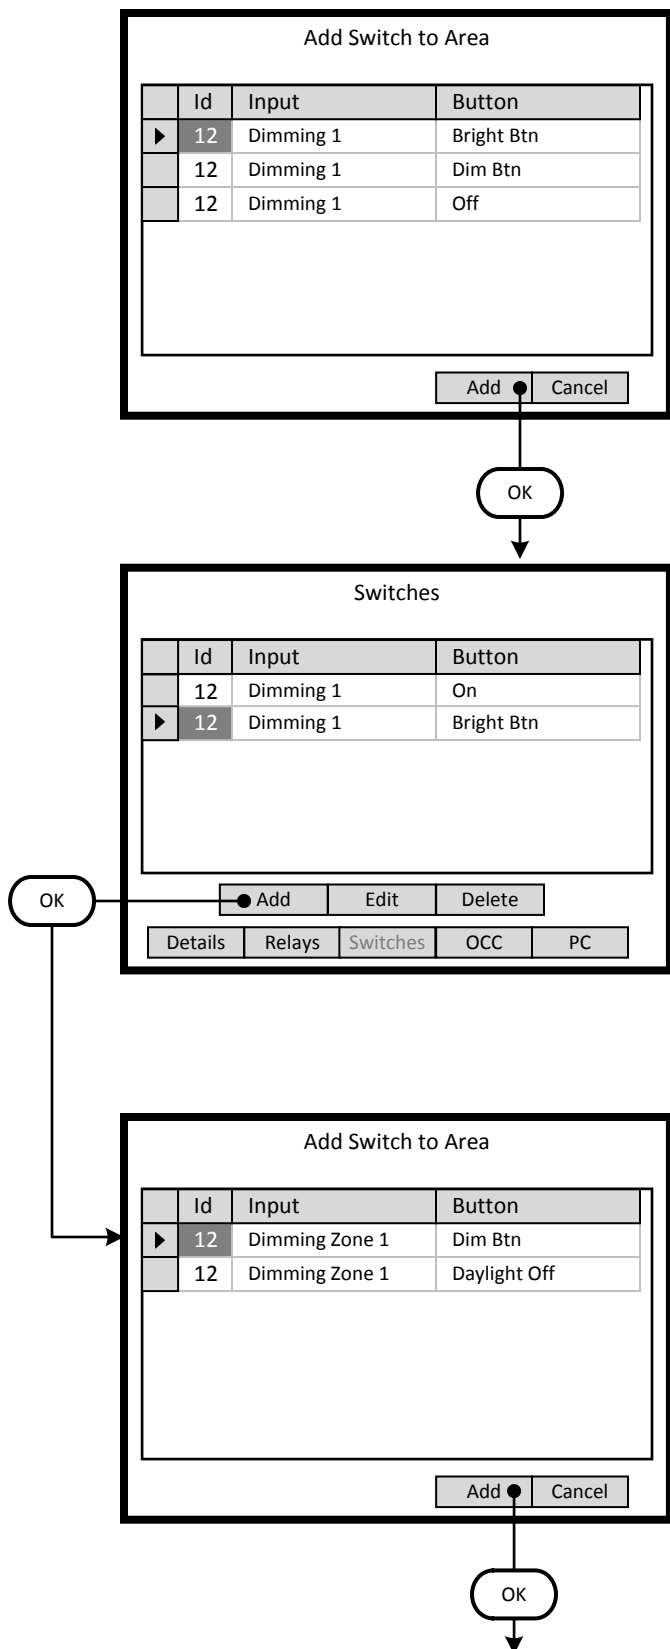 Add Switch to Area
Id Input Button
12 Dimming 1 Bright Btn
12 Dimming 1 Dim Btn
12 Dimming 1 Off
Add Cancel
OK
Switches
Id Input Button
12 Dimming 1 On
12 Dimming 1 Bright Btn
OK
Add Edit Delete
Details Relays Switches OCC PC
Add Switch to Area
Id Input Button
12 Dimming Zone 1 Dim Btn
12 Dimming Zone 1 Daylight Off
Add Cancel
OK